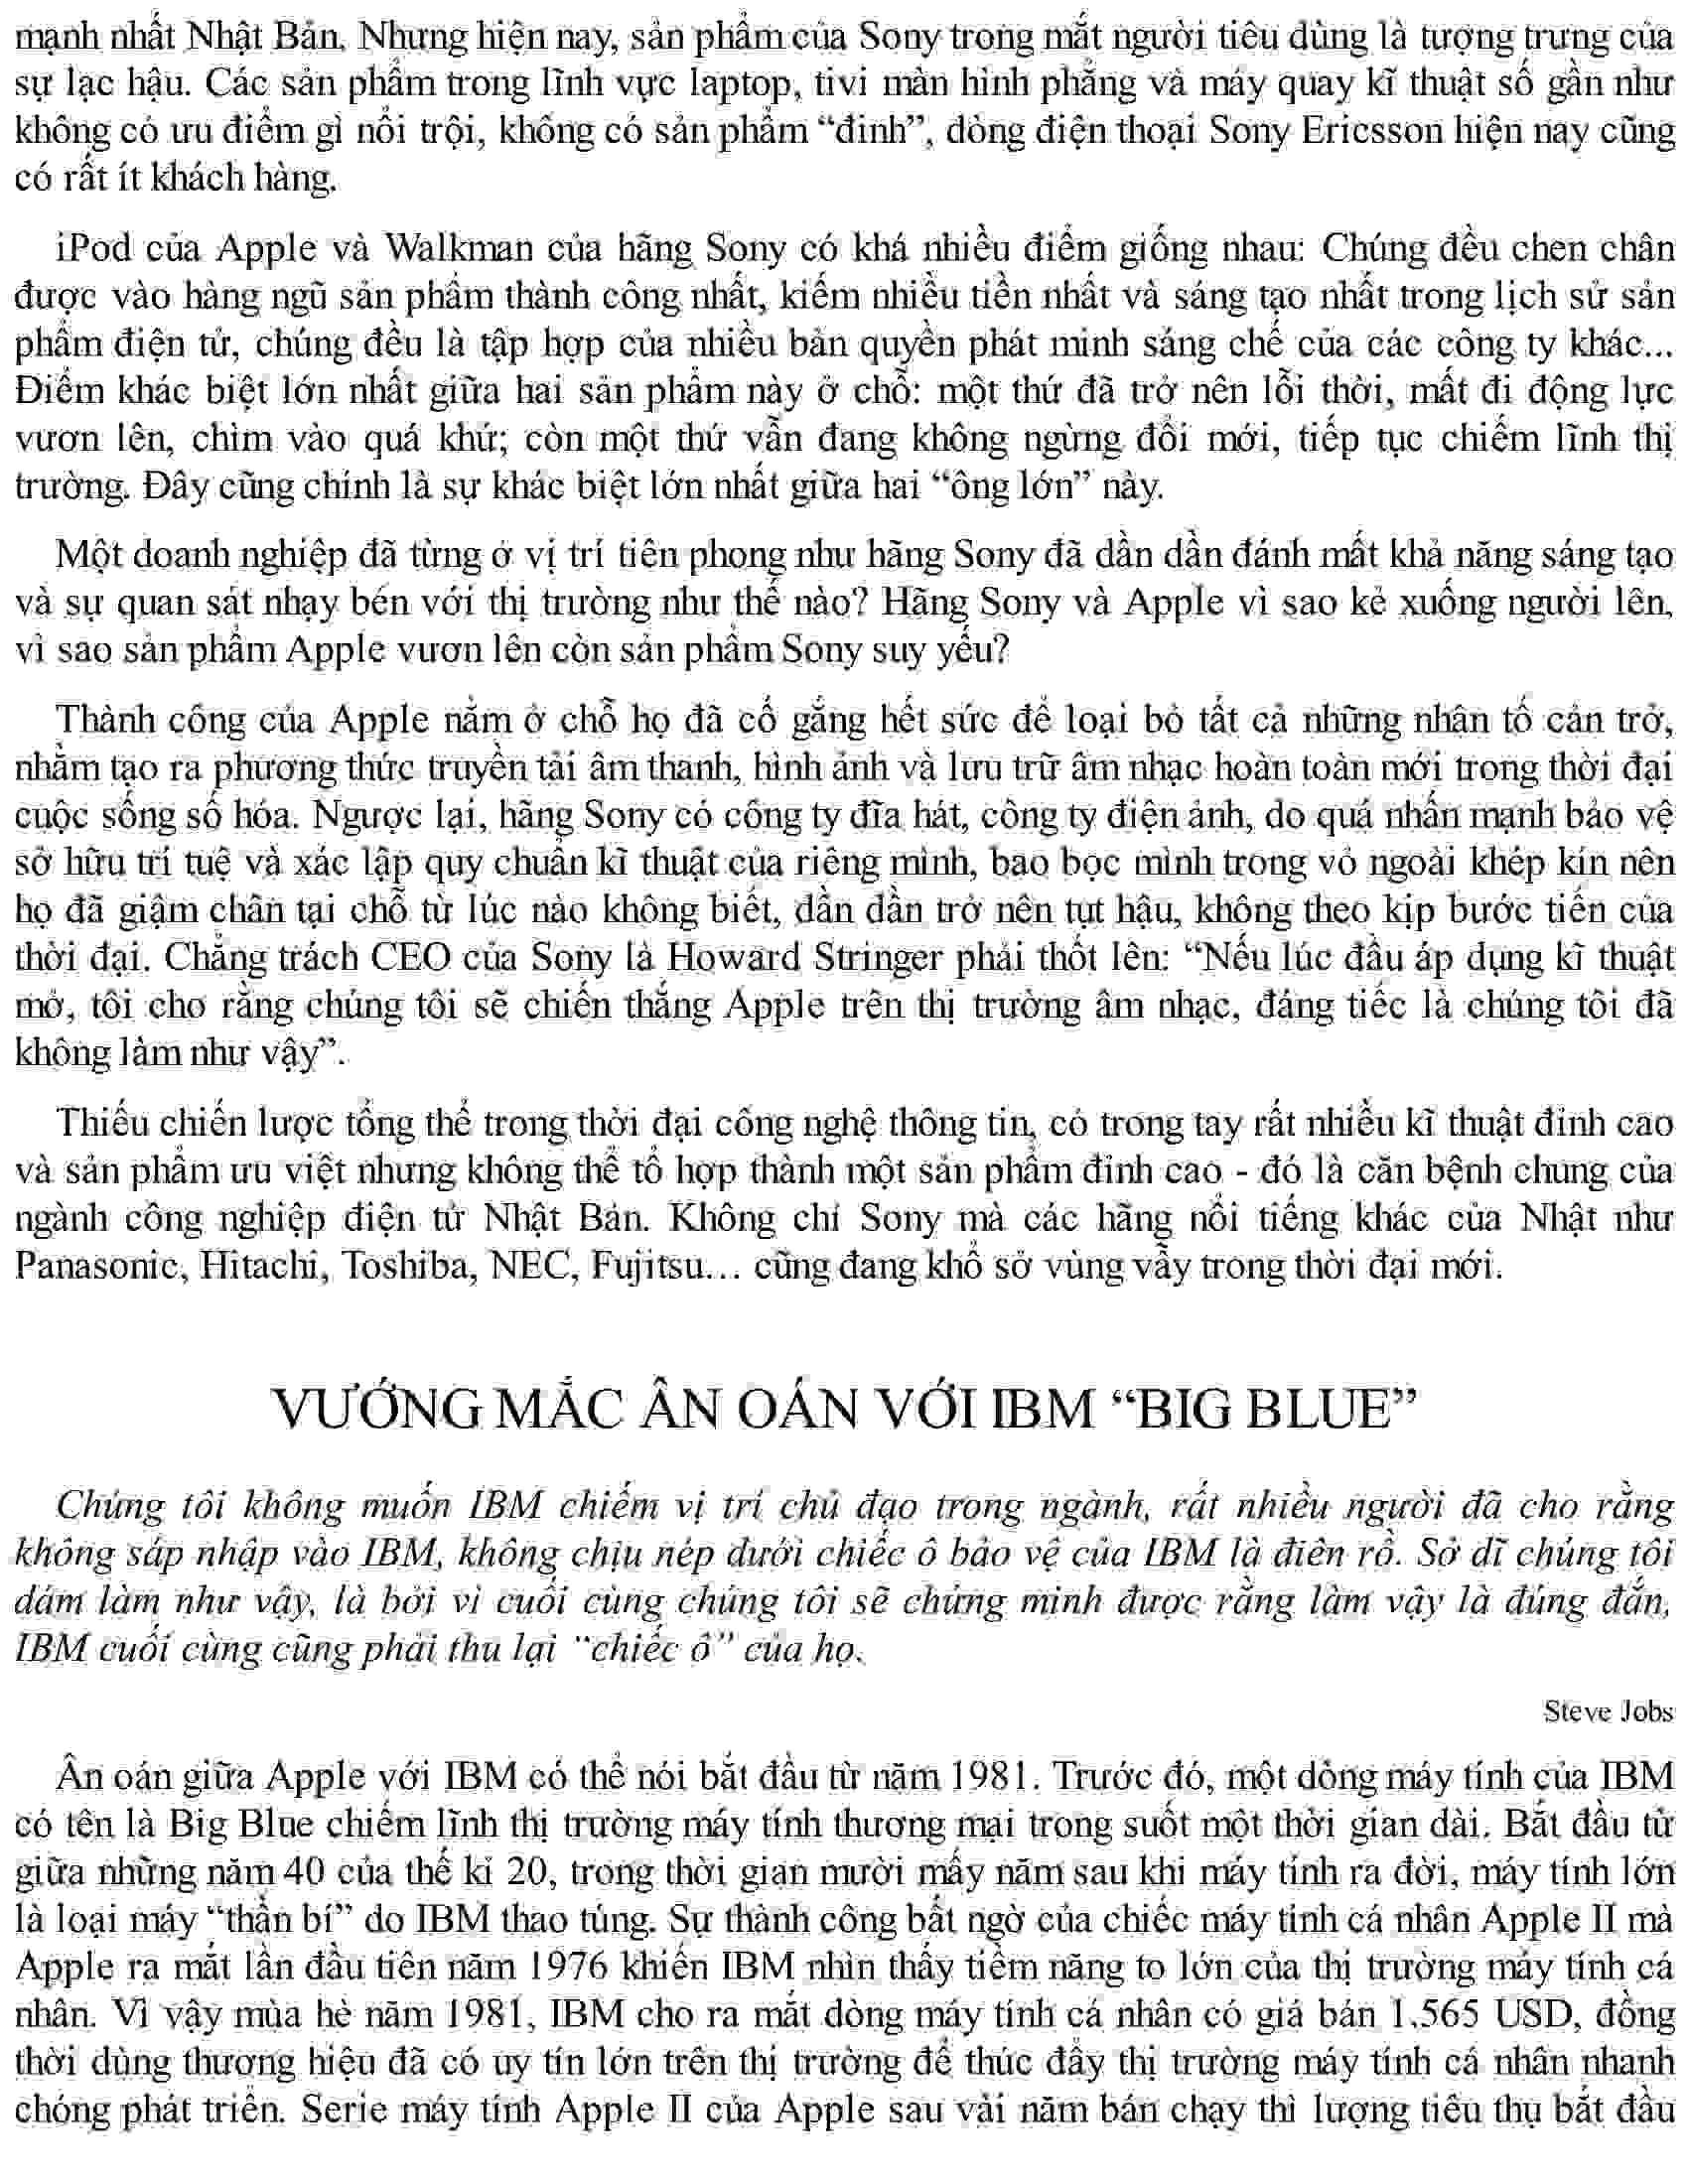 mạnh nhất Nhật Bản. Nhưng hiện nay, sản phẩm của Sony trong mắt người tiêu dùng là tượng trưng của
sự lạc hậu. Các sản phẩm trong lĩnh vực laptop, tivi màn hình phẳng và máy quay kĩ thuật số gần như
không có ưu điểm gì nổi trội, không có sản phẩm “đinh”, dòng điện thoại Sony Ericsson hiện nay cũng
có rất ít khách hàng.
iPod của Apple và Walkman của hãng Sony có khá nhiều điểm giống nhau: Chúng đều chen chân
được vào hàng ngũ sản phẩm thành công nhất, kiếm nhiều tiền nhất và sáng tạo nhất trong lịch sử sản
phẩm điện tử, chúng đều là tập hợp của nhiều bản quyền phát minh sáng chế của các công ty khác...
Điểm khác biệt lớn nhất giữa hai sản phẩm này ở chỗ: một thứ đã trở nên lỗi thời, mất đi động lực
vươn lên, chìm vào quá khứ; còn một thứ vẫn đang không ngừng đổi mới, tiếp tục chiếm lĩnh thị
trường. Đây cũng chính là sự khác biệt lớn nhất giữa hai “ông lớn” này.
Một doanh nghiệp đã từng ở vị trí tiên phong như hãng Sony đã dần dần đánh mất khả năng sáng tạo
và sự quan sát nhạy bén với thị trường như thế nào? Hãng Sony và Apple vì sao kẻ xuống người lên,
vì sao sản phẩm Apple vươn lên còn sản phẩm Sony suy yếu?
Thành công của Apple nằm ở chỗ họ đã cố gắng hết sức để loại bỏ tất cả những nhân tố cản trở,
nhằm tạo ra phương thức truyền tải âm thanh, hình ảnh và lưu trữ âm nhạc hoàn toàn mới trong thời đại
cuộc sống số hóa. Ngược lại, hãng Sony có công ty đĩa hát, công ty điện ảnh, do quá nhấn mạnh bảo vệ
sở hữu trí tuệ và xác lập quy chuẩn kĩ thuật của riêng mình, bao bọc mình trong vỏ ngoài khép kín nên
họ đã giậm chân tại chỗ từ lúc nào không biết, dần dần trở nên tụt hậu, không theo kịp bước tiến của
thời đại. Chẳng trách CEO của Sony là Howard Stringer phải thốt lên: “Nếu lúc đầu áp dụng kĩ thuật
mở, tôi cho rằng chúng tôi sẽ chiến thắng Apple trên thị trường âm nhạc, đáng tiếc là chúng tôi đã
không làm như vậy”.
Thiếu chiến lược tổng thể trong thời đại công nghệ thông tin, có trong tay rất nhiều kĩ thuật đỉnh cao
và sản phẩm ưu việt nhưng không thể tổ hợp thành một sản phẩm đỉnh cao - đó là căn bệnh chung của
ngành công nghiệp điện tử Nhật Bản. Không chỉ Sony mà các hãng nổi tiếng khác của Nhật như
Panasonic, Hitachi, Toshiba, NEC, Fujitsu... cũng đang khổ sở vùng vẫy trong thời đại mới.
VƯỚNG MẮC ÂN OÁN VỚI IBM “BIG BLUE”
Chúng tôi không muốn IBM chiếm vị trí chủ đạo trong ngành, rất nhiều người đã cho rằng
không sáp nhập vào IBM, không chịu nép dưới chiếc ô bảo vệ của IBM là điên rồ. Sở dĩ chúng tôi
dám làm như vậy, là bởi vì cuối cùng chúng tôi sẽ chứng minh được rằng làm vậy là đúng đắn,
IBM cuối cùng cũng phải thu lại “chiếc ô” của họ.
Steve Jobs
Ân oán giữa Apple với IBM có thể nói bắt đầu từ năm 1981. Trước đó, một dòng máy tính của IBM
có tên là Big Blue chiếm lĩnh thị trường máy tính thương mại trong suốt một thời gian dài. Bắt đầu từ
giữa những năm 40 của thế kỉ 20, trong thời gian mười mấy năm sau khi máy tính ra đời, máy tính lớn
là loại máy “thần bí” do IBM thao túng. Sự thành công bất ngờ của chiếc máy tính cá nhân Apple II mà
Apple ra mắt lần đầu tiên năm 1976 khiến IBM nhìn thấy tiềm năng to lớn của thị trường máy tính cá
nhân. Vì vậy mùa hè năm 1981, IBM cho ra mắt dòng máy tính cá nhân có giá bán 1.565 USD, đồng
thời dùng thương hiệu đã có uy tín lớn trên thị trường để thúc đẩy thị trường máy tính cá nhân nhanh
chóng phát triển. Serie máy tính Apple II của Apple sau vài năm bán chạy thì lượng tiêu thụ bắt đầu